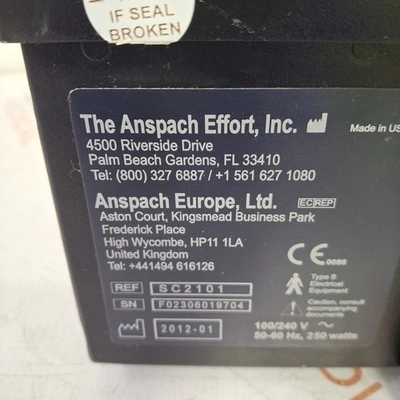 IF SEAL
BROKEN
The Anspach Effort, Inc.
Made in US
4500 Riverside Drive
Palm Beach Gardens, FL 33410
Tel: (800) 327 6887 / +1 561 627 1080
Anspach Europe, Ltd. EC REP
Aston Court, Kingsmead Business Park
Frederick Place
High Wycombe, HP11 1LA
United Kingdom
Tel: +441494 616126
CE 0086
Type B
Electrical
Equipment
Caution, consult
accompanying
documents
REF SC2101
SN F02306019704
2012-01
100/240 V ~
50-60 Hz, 250 watts